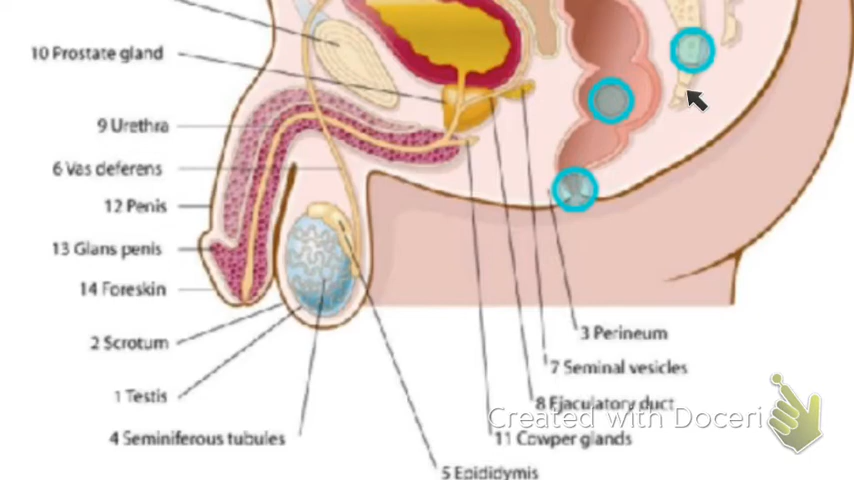 10 Prostate gland
9 Urethra
6 Vas deferens
12 Penis
13 Glans penis
14 Foreskin
2 Scrotum
1 Testis
4 Seminiferous tubules
3 Perineum
7 Seminal vesicles
8 Ejaculatory duct
Created with Doceri
11 Cowper glands
5 Epididymis